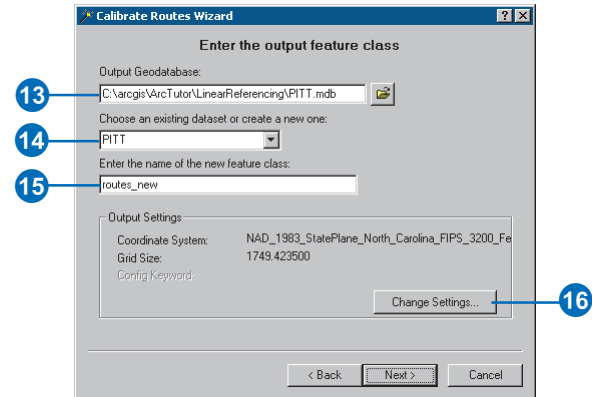 Calibrate Routes Wizard
Enter the output feature class
Output Geodatabase:
13
C:\arcgis\ArcTutor\LinearReferencing\PITT.mdb
Choose an existing dataset or create a new one:
14
PITT
Enter the name of the new feature class:
15
routes_new
Output Settings
Coordinate System: NAD_1983_StatePlane_North_Carolina_FIPS_3200_Fe
Grid Size: 1749.423500
Config Keyword:
Change Settings...
16
< Back Next > Cancel